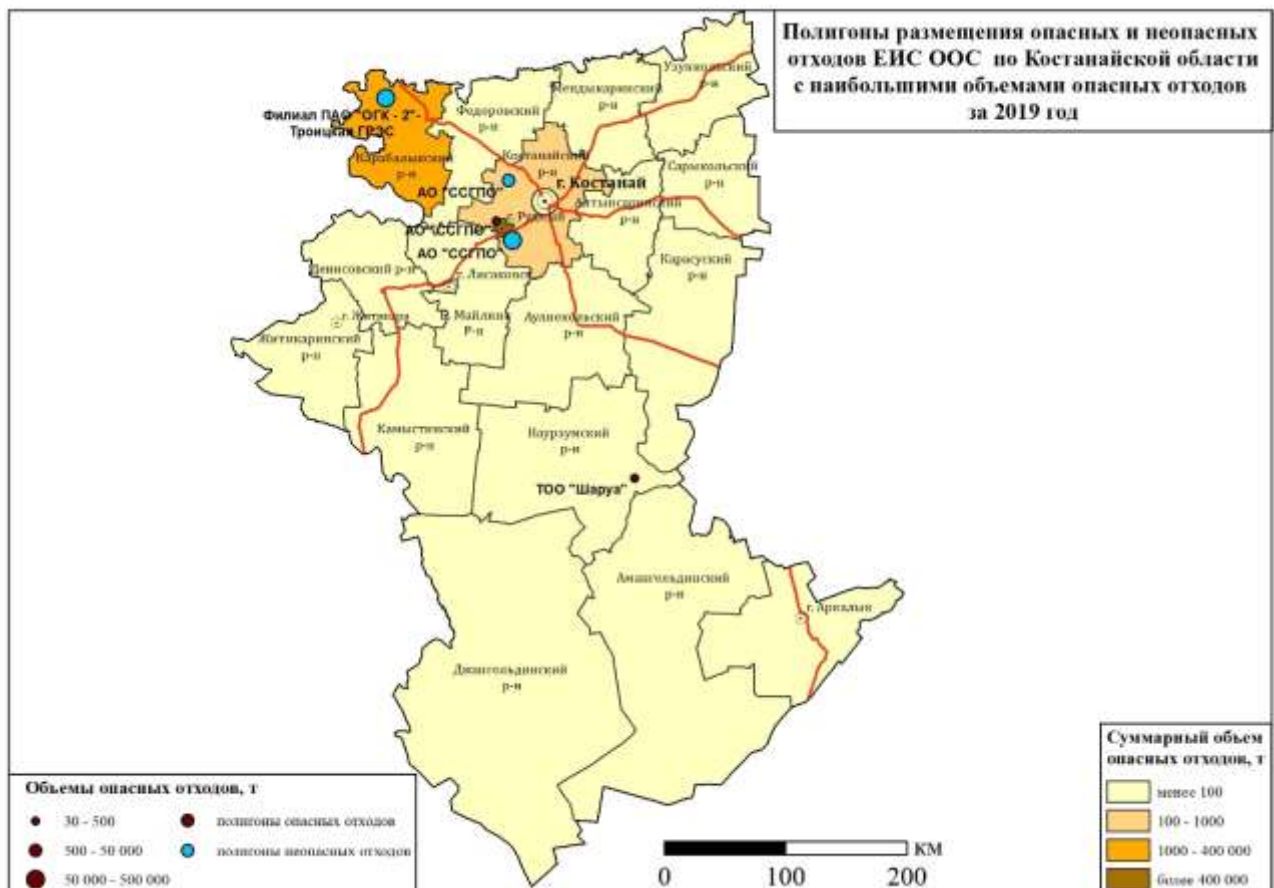 Полигоны размещения опасных и неопасных
отходов ЕИС ООС по Костанайской области
с наибольшими объемами опасных отходов
за 2019 год
Узункольский
р-н
Мендыкаринский
р-н
Федоровский
р-н
Филиал ПАО "ОГК - 2" -
Троицкая ГРЭС
Карабалыкский
р-н
Костанайский
р-н
Сарыкольский
р-н
г. Костанай
АО "ССГПО"
Алтынсаринский
р-н
г. Рудный
АО "ССГПО"
АО "ССГПО"
Карасуский
р-н
Денисовский р-н
г. Лисаковск
г. Житикара
Майлина
р-н
Аулиекольский
р-н
Житикаринский
р-н
Камыстинский
р-н
Наурзумский
р-н
ТОО "Шаруа"
Амангельдинский
р-н
г. Аркалык
Джангельдинский
р-н
Объемы опасных отходов, т
30 - 500
полигоны опасных отходов
500 - 50 000
полигоны неопасных отходов
50 000 - 500 000
0 100 200 КМ
Суммарный объем
опасных отходов, т
менее 100
100 - 1000
1000 - 400 000
более 400 000